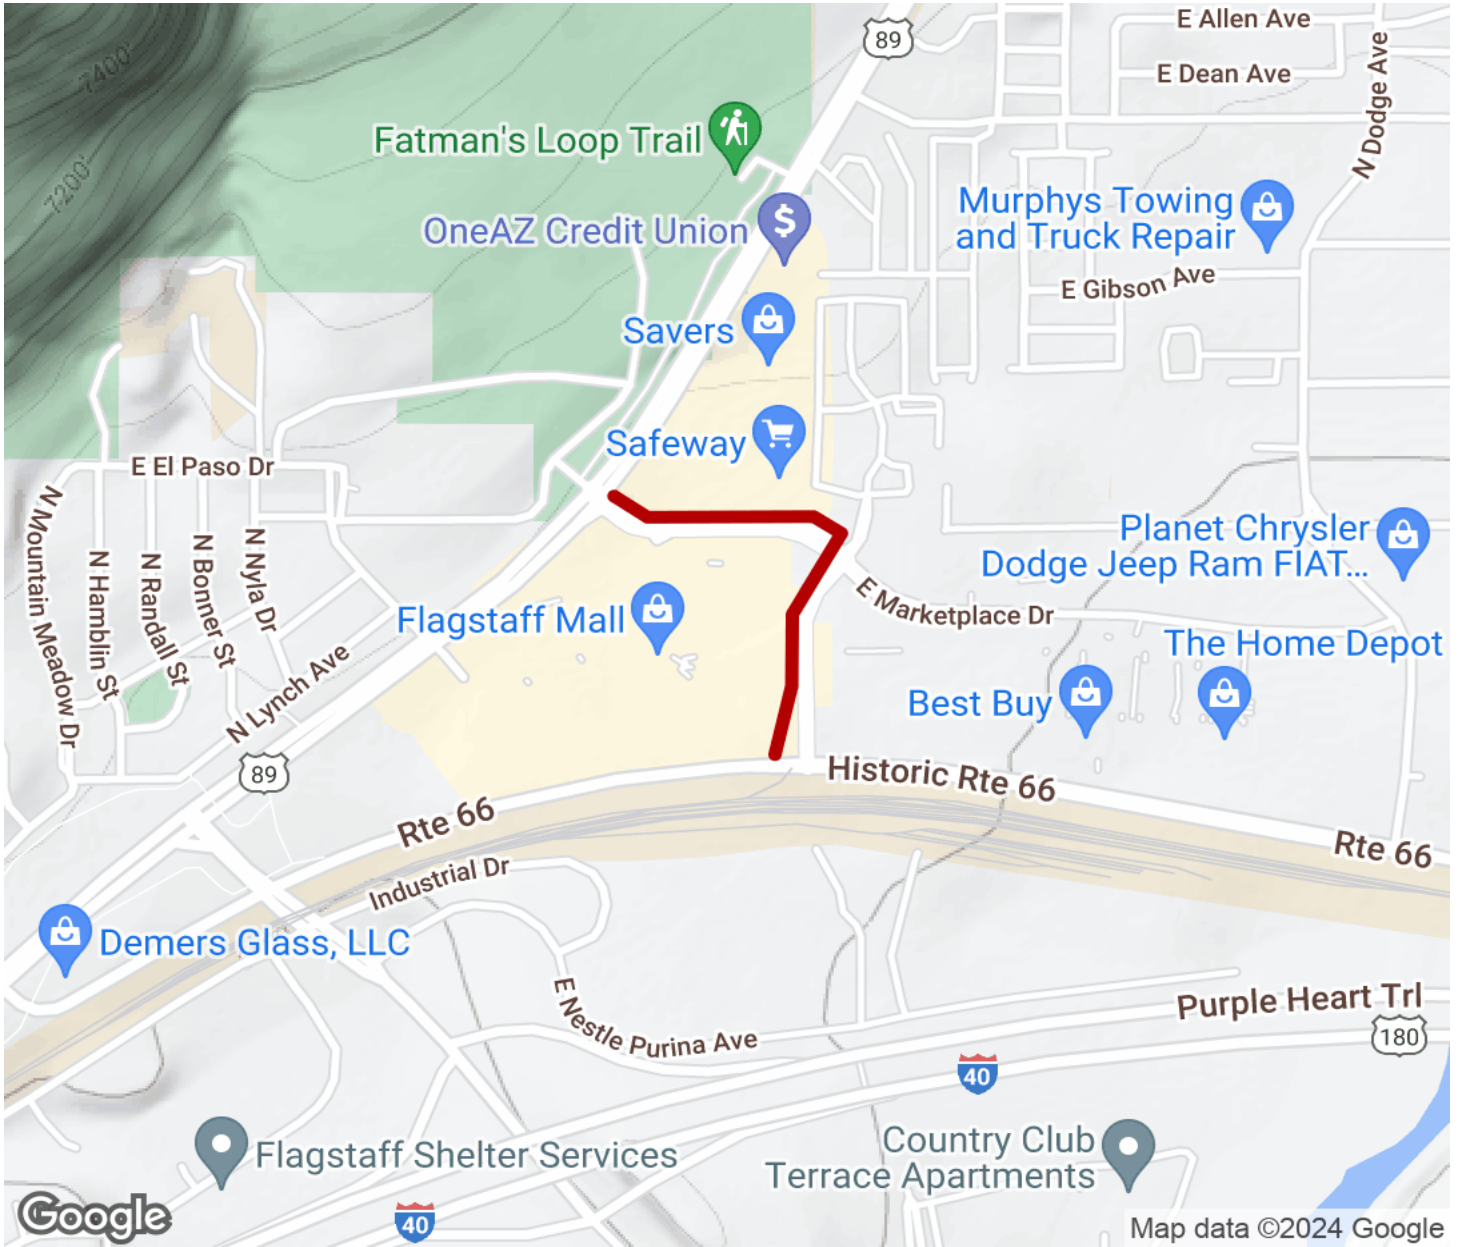 89
E Allen Ave
E Dean Ave
N Dodge Ave
7400'
7200'
Fatman's Loop Trail
OneAZ Credit Union
$
Murphys Towing
and Truck Repair
E Gibson Ave
Savers
Safeway
E El Paso Dr
N Mountain Meadow Dr
N Hamblin St
N Randall St
N Bonner St
N Nyla Dr
N Lynch Ave
89
Planet Chrysler
Dodge Jeep Ram FIAT...
Flagstaff Mall
E Marketplace Dr
The Home Depot
Best Buy
Historic Rte 66
Rte 66
Rte 66
Industrial Dr
Demers Glass, LLC
E Nestle Purina Ave
Purple Heart Trl
180
40
Flagstaff Shelter Services
Country Club
Terrace Apartments
40
Google
Map data ©2024 Google